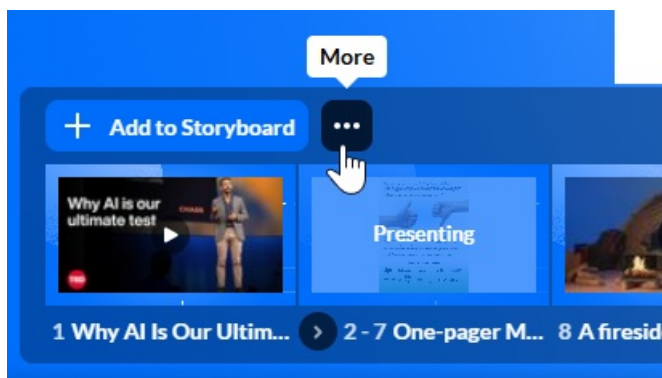 More
+ Add to Storyboard
Why AI is our
ultimate test
TED
Presenting
1 Why AI Is Our Ultim...
2 - 7 One-pager M...
8 A firesid